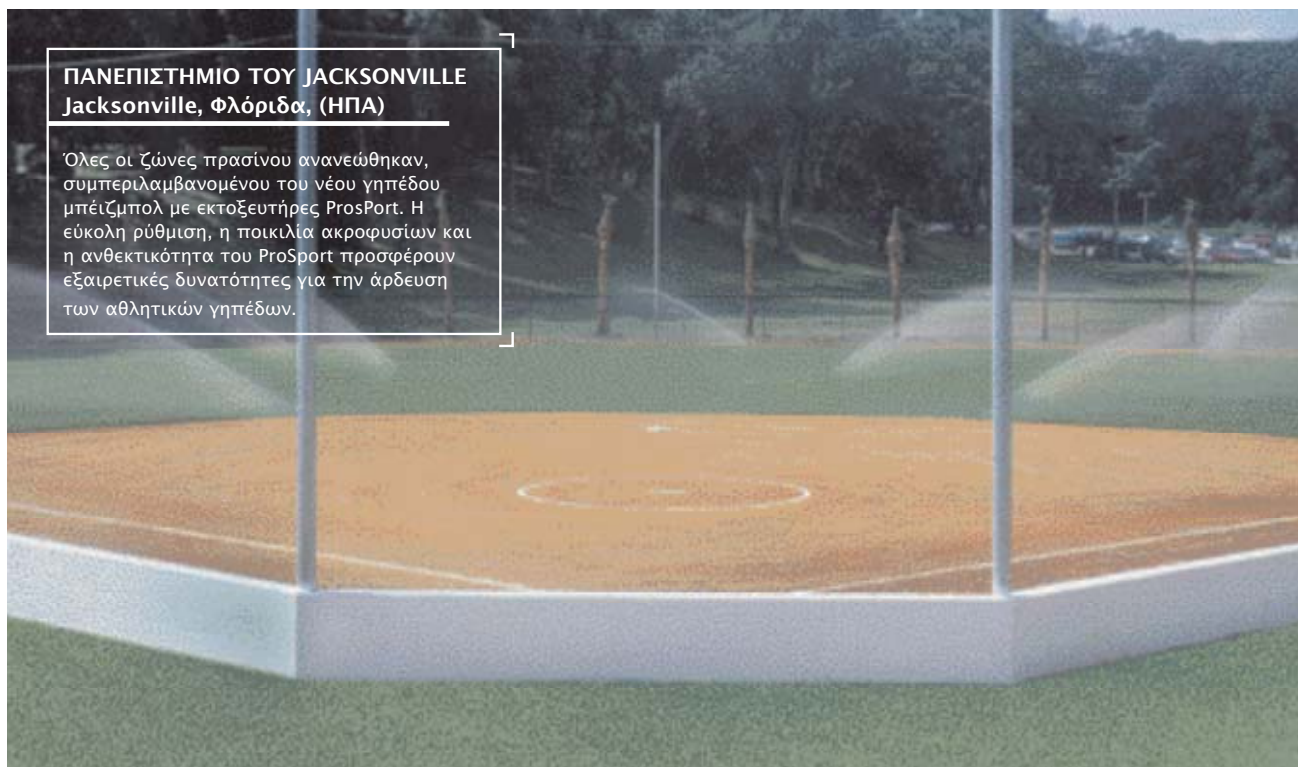 ΠΑΝΕΠΙΣΤΗΜΙΟ ΤΟΥ JACKSONVILLE
Jacksonville, Φλόριδα, (ΗΠΑ)
Όλες οι ζώνες πρασίνου ανανεώθηκαν,
συμπεριλαμβανομένου του νέου γηπέδου
μπέιζμπολ με εκτοξευτήρες ProsPort. Η
εύκολη ρύθμιση, η ποικιλία ακροφυσίων και
η ανθεκτικότητα του ProSport προσφέρουν
εξαιρετικές δυνατότητες για την άρδευση
των αθλητικών γηπέδων.